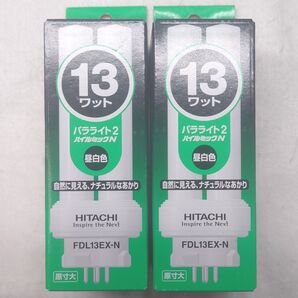 13
ワット
パラライト2
ハイルミックN
昼白色
自然に見える、ナチュラルなあかり
HITACHI
Inspire the Next
FDL13EX-N
原寸大
13
ワット
パラライト2
ハイルミックN
昼白色
自然に見える、ナチュラルなあかり
HITACHI
Inspire the Next
FDL13EX-N
原寸大